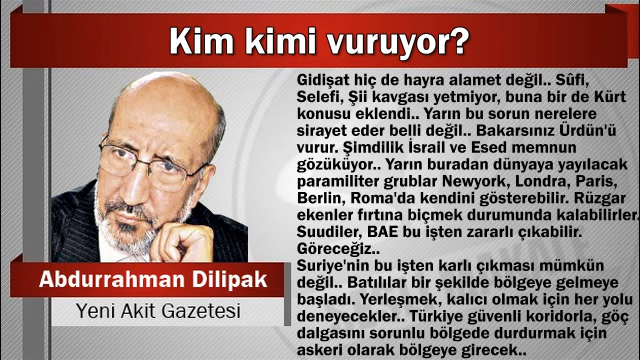 Kim kimi vuruyor?
Gidişat hiç de hayra alamet değil.. Sûfi,
Selefi, Şii kavgası yetmiyor, buna bir de Kürt
konusu eklendi.. Yarın bu sorun nerelere
sirayet eder belli değil.. Bakarsınız Ürdün'ü
vurur. Şimdilik İsrail ve Esed memnun
gözüküyor.. Yarın buradan dünyaya yayılacak
paramiliter grublar Newyork, Londra, Paris,
Berlin, Roma'da kendini gösterebilir. Rüzgar
ekenler fırtına biçmek durumunda kalabilirler.
Suudiler, BAE bu işten zararlı çıkabilir.
Göreceğiz..
Suriye'nin bu işten karlı çıkması mümkün
değil.. Batılılar bir şekilde bölgeye gelmeye
başladı. Yerleşmek, kalıcı olmak için her yolu
deneyecekler.. Türkiye güvenli koridorla, göç
dalgasını sorunlu bölgede durdurmak için
askeri olarak bölgeye girecek..
Abdurrahman Dilipak
Yeni Akit Gazetesi